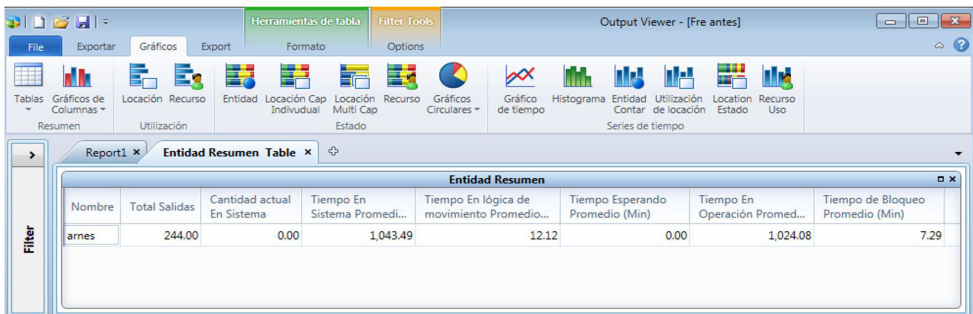 Herramientas de tabla
Filter Tools
Output Viewer - [Fre antes]
File
Exportar
Gráficos
Export
Formato
Options
Tablas
Gráficos de
Columnas
Locación
Recurso
Entidad
Locación Cap
Indivudual
Locación
Multi Cap
Recurso
Gráficos
Circulares
Gráfico
de tiempo
Histograma
Entidad
Contar
Utilización
de locación
Location
Estado
Recurso
Uso
Resumen
Utilización
Estado
Series de tiempo
Report1
Entidad Resumen Table
Filter
Entidad Resumen
Nombre
Total Salidas
Cantidad actual
En Sistema
Tiempo En
Sistema Promedi...
Tiempo En lógica de
movimiento Promedio...
Tiempo Esperando
Promedio (Min)
Tiempo En
Operación Promed...
Tiempo de Bloqueo
Promedio (Min)
arnes
244.00
0.00
1,043.49
12.12
0.00
1,024.08
7.29